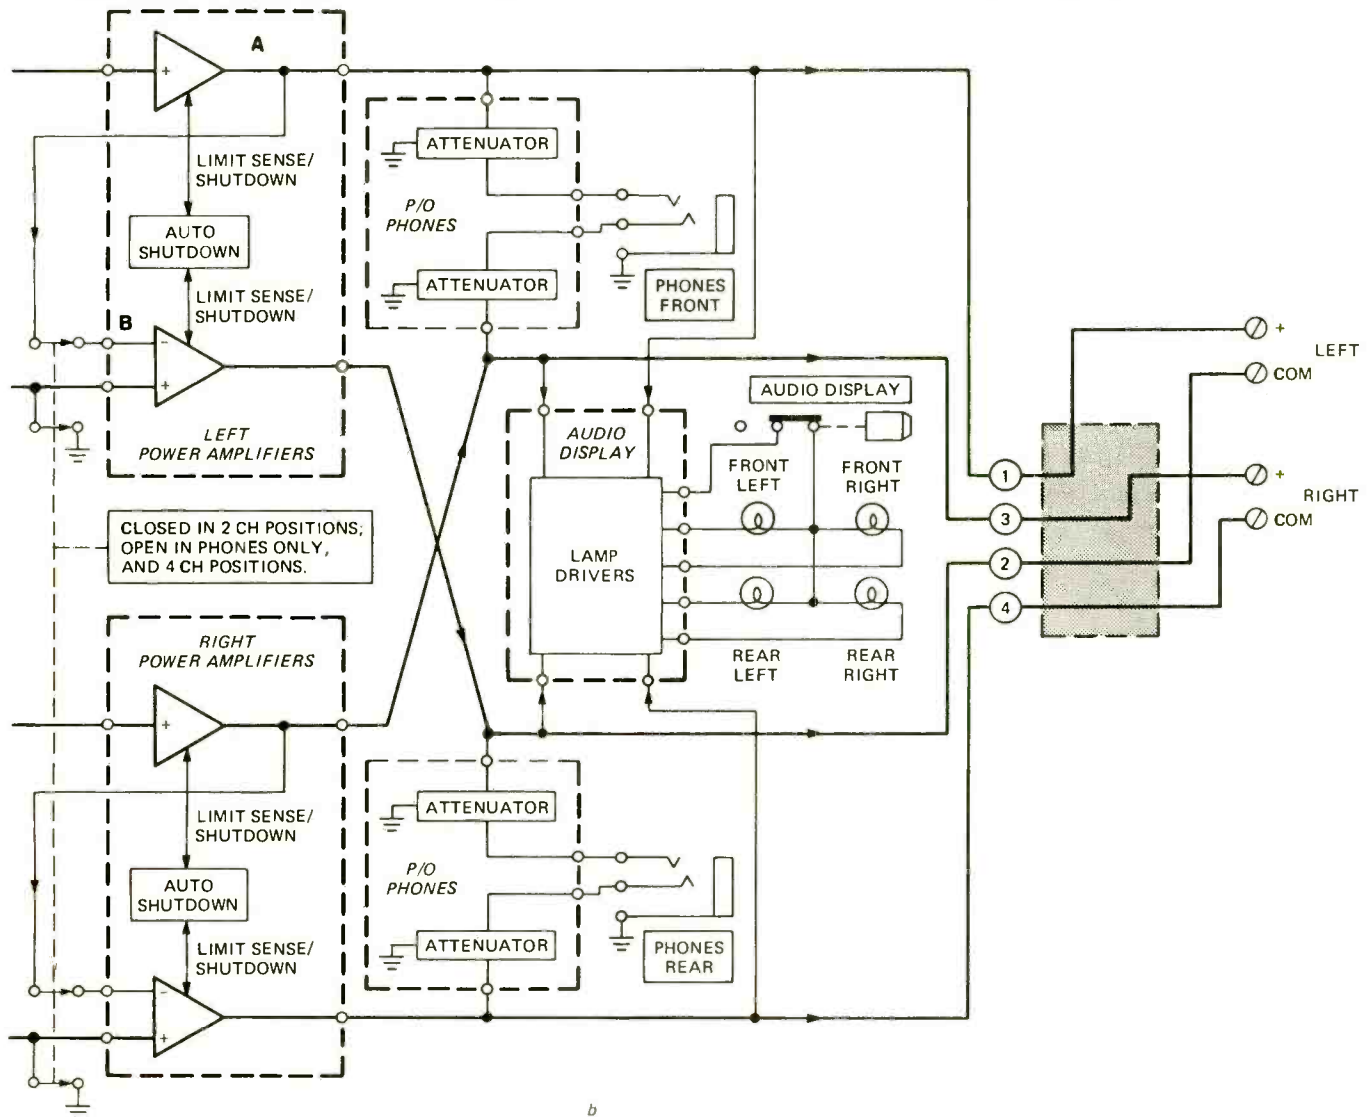 A
+
LIMIT SENSE/
SHUTDOWN
AUTO
SHUTDOWN
LIMIT SENSE/
SHUTDOWN
B
-
+
LEFT
POWER AMPLIFIERS
ATTENUATOR
P/O
PHONES
ATTENUATOR
PHONES
FRONT
CLOSED IN 2 CH POSITIONS;
OPEN IN PHONES ONLY,
AND 4 CH POSITIONS.
AUDIO DISPLAY
AUDIO
DISPLAY
FRONT
LEFT
FRONT
RIGHT
LAMP
DRIVERS
REAR
LEFT
REAR
RIGHT
1
3
2
4
+
LEFT
COM
+
RIGHT
COM
RIGHT
POWER AMPLIFIERS
+
LIMIT SENSE/
SHUTDOWN
AUTO
SHUTDOWN
LIMIT SENSE/
SHUTDOWN
-
+
ATTENUATOR
P/O
PHONES
ATTENUATOR
PHONES
REAR
b